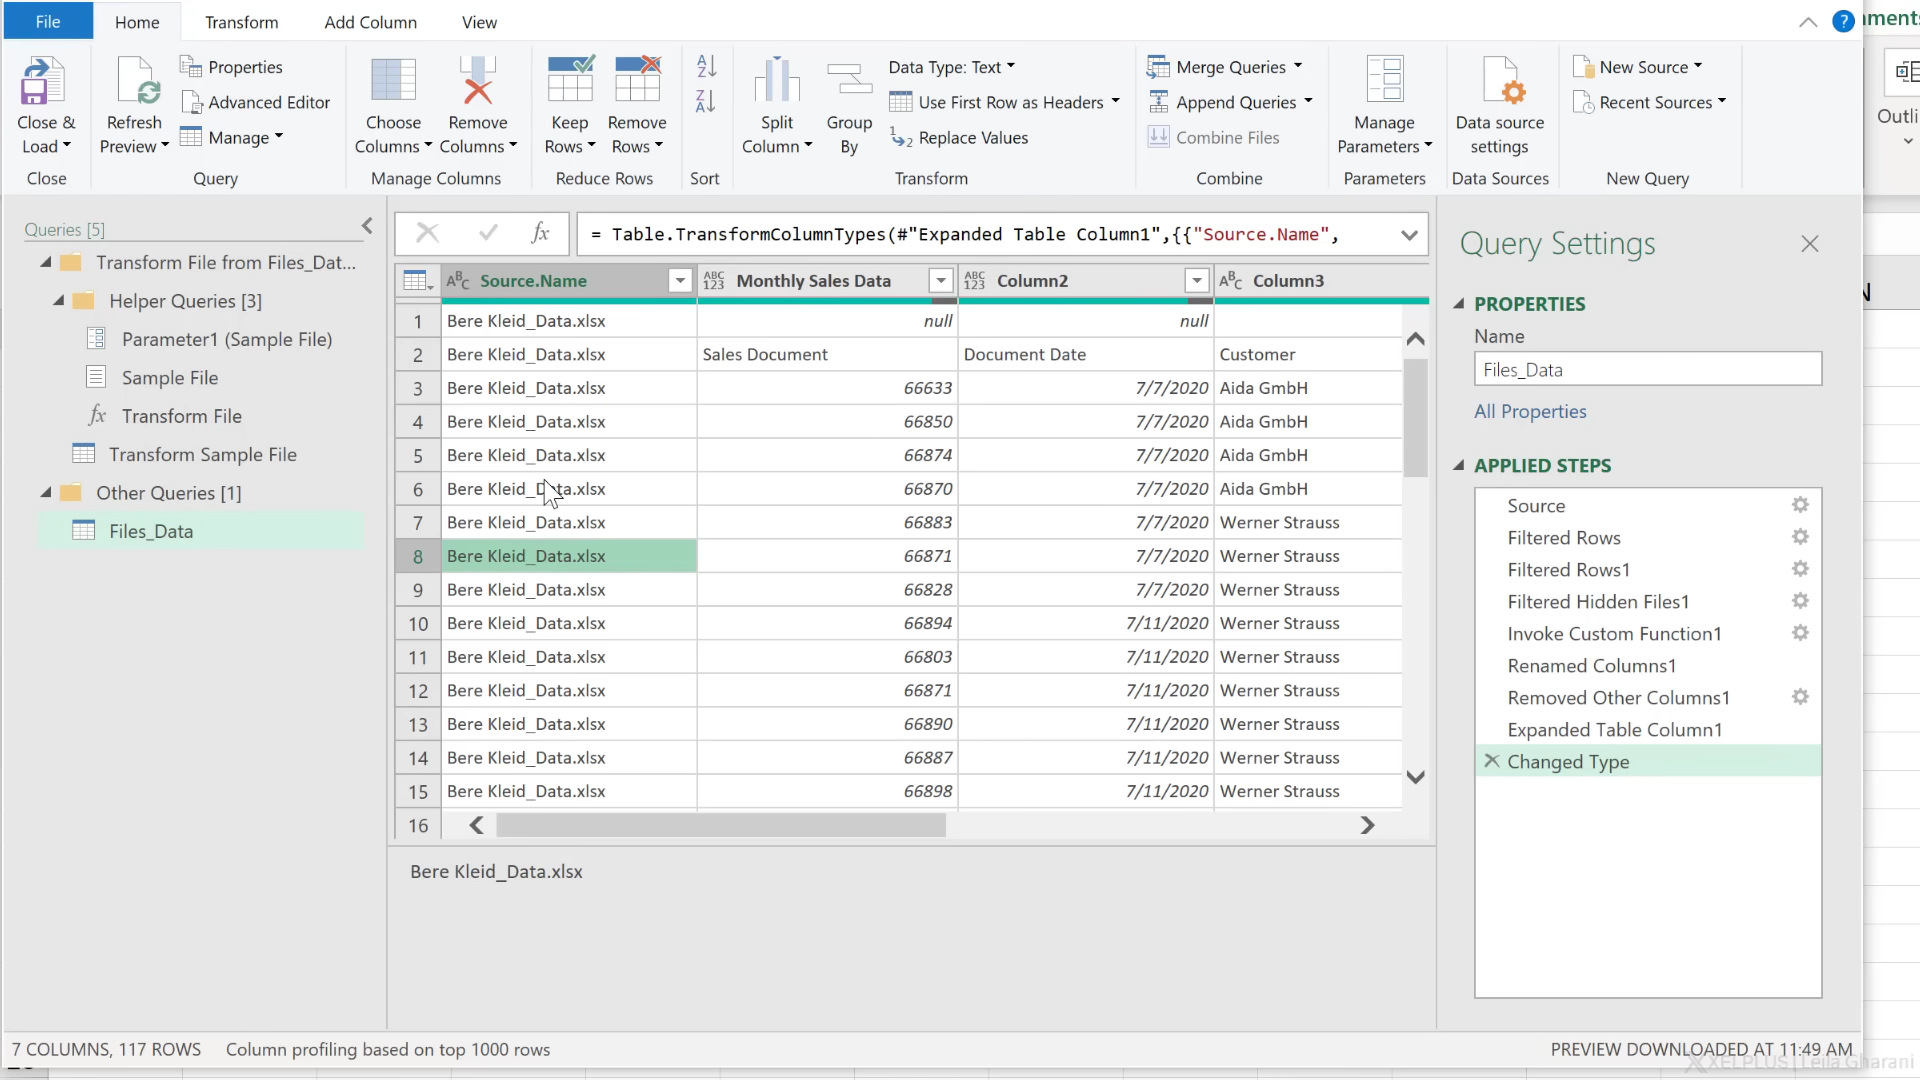 File Home Transform Add Column View
?
mments
Close & Load
Refresh Preview
Properties
Advanced Editor
Manage
Choose Columns
Remove Columns
Keep Rows
Remove Rows
A Z
Z A
Split Column
Group By
Data Type: Text
Use First Row as Headers
1 2 Replace Values
Merge Queries
Append Queries
Combine Files
Manage Parameters
Data source settings
New Source
Recent Sources
Outli
Close Query Manage Columns Reduce Rows Sort Transform Combine Parameters Data Sources New Query
Queries [5]
Transform File from Files_Dat...
Helper Queries [3]
Parameter1 (Sample File)
Sample File
fx Transform File
Transform Sample File
Other Queries [1]
Files_Data
fx = Table.TransformColumnTypes(#"Expanded Table Column1",{{"Source.Name",
ABC Source.Name ABC 123 Monthly Sales Data ABC 123 Column2 ABC Column3
1 Bere Kleid_Data.xlsx null null
2 Bere Kleid_Data.xlsx Sales Document Document Date Customer
3 Bere Kleid_Data.xlsx 66633 7/7/2020 Aida GmbH
4 Bere Kleid_Data.xlsx 66850 7/7/2020 Aida GmbH
5 Bere Kleid_Data.xlsx 66874 7/7/2020 Aida GmbH
6 Bere Kleid_Data.xlsx 66870 7/7/2020 Aida GmbH
7 Bere Kleid_Data.xlsx 66883 7/7/2020 Werner Strauss
8 Bere Kleid_Data.xlsx 66871 7/7/2020 Werner Strauss
9 Bere Kleid_Data.xlsx 66828 7/7/2020 Werner Strauss
10 Bere Kleid_Data.xlsx 66894 7/11/2020 Werner Strauss
11 Bere Kleid_Data.xlsx 66803 7/11/2020 Werner Strauss
12 Bere Kleid_Data.xlsx 66871 7/11/2020 Werner Strauss
13 Bere Kleid_Data.xlsx 66890 7/11/2020 Werner Strauss
14 Bere Kleid_Data.xlsx 66887 7/11/2020 Werner Strauss
15 Bere Kleid_Data.xlsx 66898 7/11/2020 Werner Strauss
16
Bere Kleid_Data.xlsx
Query Settings
PROPERTIES
Name
Files_Data
All Properties
APPLIED STEPS
Source
Filtered Rows
Filtered Rows1
Filtered Hidden Files1
Invoke Custom Function1
Renamed Columns1
Removed Other Columns1
Expanded Table Column1
Changed Type
N
7 COLUMNS, 117 ROWS Column profiling based on top 1000 rows
PREVIEW DOWNLOADED AT 11:49 AM
XELPLUS | Leila Gharani